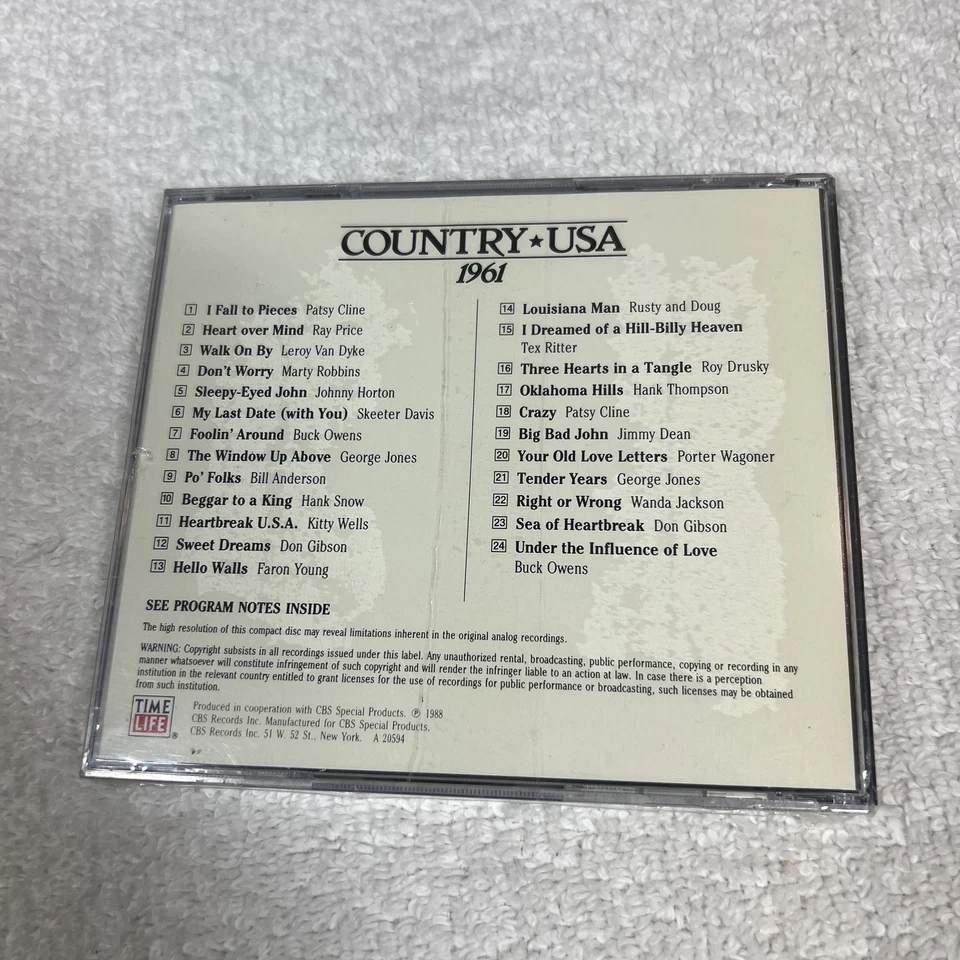 COUNTRY★USA
1961
1 I Fall to Pieces Patsy Cline
2 Heart over Mind Ray Price
3 Walk On By Leroy Van Dyke
4 Don't Worry Marty Robbins
5 Sleepy-Eyed John Johnny Horton
6 My Last Date (with You) Skeeter Davis
7 Foolin' Around Buck Owens
8 The Window Up Above George Jones
9 Po' Folks Bill Anderson
10 Beggar to a King Hank Snow
11 Heartbreak U.S.A. Kitty Wells
12 Sweet Dreams Don Gibson
13 Hello Walls Faron Young
14 Louisiana Man Rusty and Doug
15 I Dreamed of a Hill-Billy Heaven
Tex Ritter
16 Three Hearts in a Tangle Roy Drusky
17 Oklahoma Hills Hank Thompson
18 Crazy Patsy Cline
19 Big Bad John Jimmy Dean
20 Your Old Love Letters Porter Wagoner
21 Tender Years George Jones
22 Right or Wrong Wanda Jackson
23 Sea of Heartbreak Don Gibson
24 Under the Influence of Love
Buck Owens
SEE PROGRAM NOTES INSIDE
The high resolution of this compact disc may reveal limitations inherent in the original analog recordings.
WARNING: Copyright subsists in all recordings issued under this label. Any unauthorized rental, broadcasting, public performance, copying or recording in any
manner whatsoever will constitute infringement of such copyright and will render the infringer liable to an action at law. In case there is a perception
institution in the relevant country entitled to grant licenses for the use of recordings for public performance or broadcasting, such licenses may be obtained
from such institution.
TIME
LIFE®
Produced in cooperation with CBS Special Products. ℗ 1988
CBS Records Inc. Manufactured for CBS Special Products,
CBS Records Inc. 51 W. 52 St., New York. A 20594